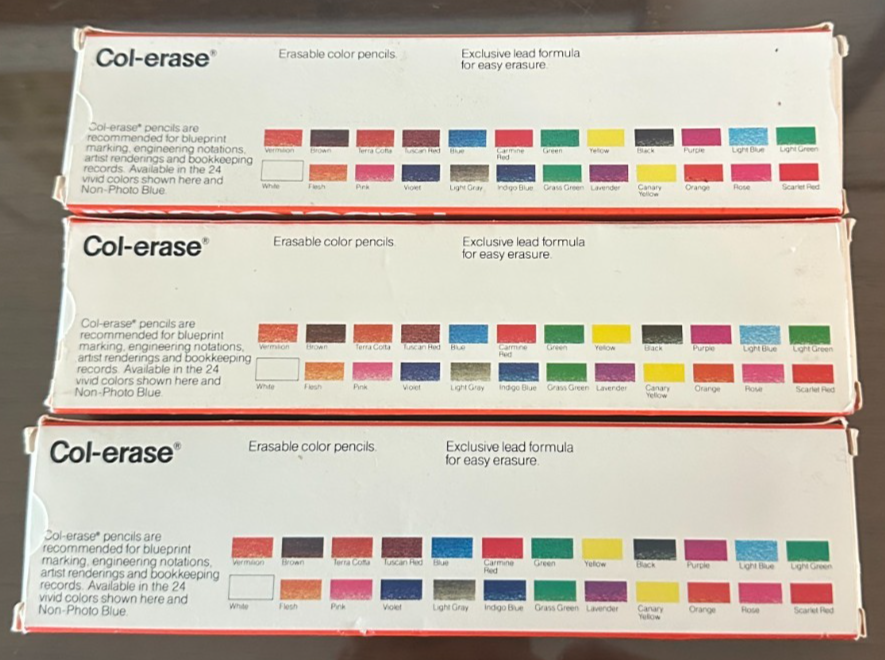 Col-erase®
Erasable color pencils.
Exclusive lead formula
for easy erasure.
Col-erase® pencils are
recommended for blueprint
marking, engineering notations,
artist renderings and bookkeeping
records. Available in the 24
vivid colors shown here and
Non-Photo Blue.
Vermilion Brown Terra Cotta Tuscan Red Blue Carmine Red Green Yellow Black Purple Light Blue Light Green
White Flesh Pink Violet Light Gray Indigo Blue Grass Green Lavender Canary Yellow Orange Rose Scarlet Red
Col-erase®
Erasable color pencils.
Exclusive lead formula
for easy erasure.
Col-erase® pencils are
recommended for blueprint
marking, engineering notations,
artist renderings and bookkeeping
records. Available in the 24
vivid colors shown here and
Non-Photo Blue.
Vermilion Brown Terra Cotta Tuscan Red Blue Carmine Red Green Yellow Black Purple Light Blue Light Green
White Flesh Pink Violet Light Gray Indigo Blue Grass Green Lavender Canary Yellow Orange Rose Scarlet Red
Col-erase®
Erasable color pencils.
Exclusive lead formula
for easy erasure.
Col-erase® pencils are
recommended for blueprint
marking, engineering notations,
artist renderings and bookkeeping
records. Available in the 24
vivid colors shown here and
Non-Photo Blue.
Vermilion Brown Terra Cotta Tuscan Red Blue Carmine Red Green Yellow Black Purple Light Blue Light Green
White Flesh Pink Violet Light Gray Indigo Blue Grass Green Lavender Canary Yellow Orange Rose Scarlet Red